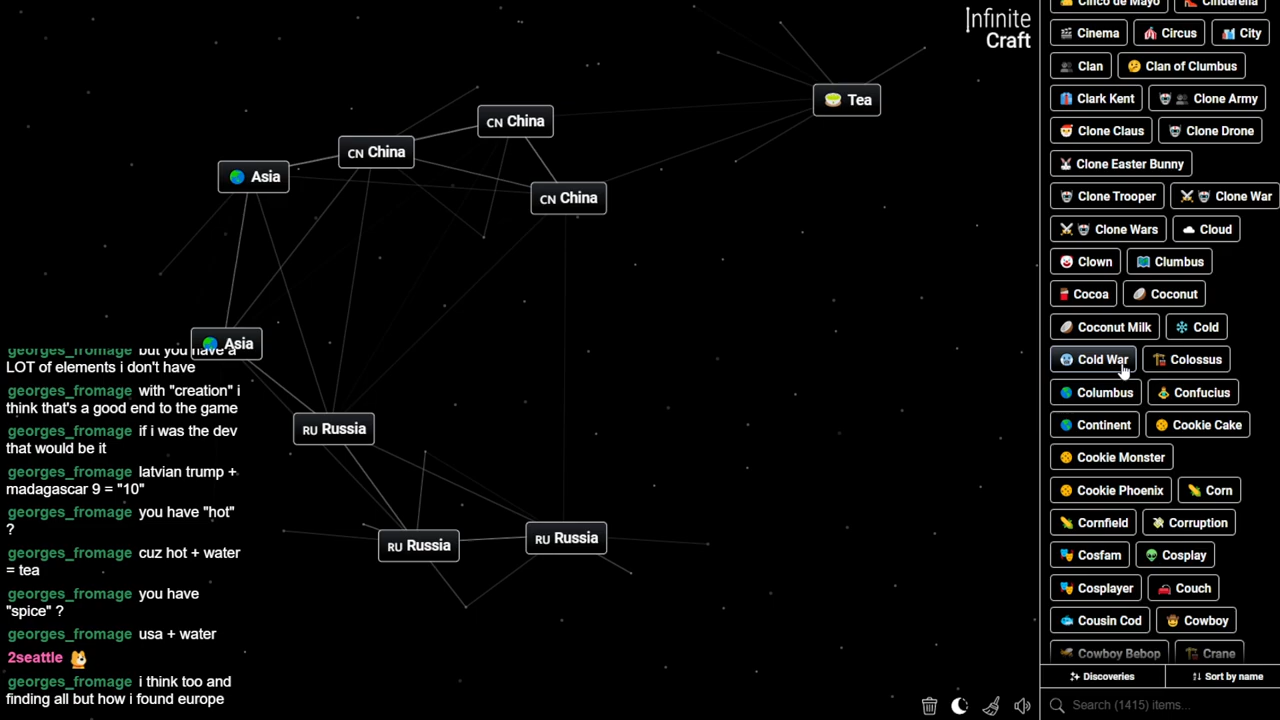 Infinite
Craft
Tea
CN China
CN China
Asia
CN China
Asia
RU Russia
RU Russia
RU Russia
georges_fromage but you have a
LOT of elements i don't have
georges_fromage with "creation" i
think that's a good end to the game
georges_fromage if i was the dev
that would be it
georges_fromage latvian trump +
madagascar 9 = "10"
georges_fromage you have "hot"
?
georges_fromage cuz hot + water
= tea
georges_fromage you have
"spice" ?
georges_fromage usa + water
2seattle
georges_fromage i think too and
finding all but how i found europe
Cinco de Mayo Cinderella
Cinema Circus City
Clan Clan of Clumbus
Clark Kent Clone Army
Clone Claus Clone Drone
Clone Easter Bunny
Clone Trooper Clone War
Clone Wars Cloud
Clown Clumbus
Cocoa Coconut
Coconut Milk Cold
Cold War Colossus
Columbus Confucius
Continent Cookie Cake
Cookie Monster
Cookie Phoenix Corn
Cornfield Corruption
Cosfam Cosplay
Cosplayer Couch
Cousin Cod Cowboy
Cowboy Bebop Crane
Discoveries Sort by name
Search (1415) items...